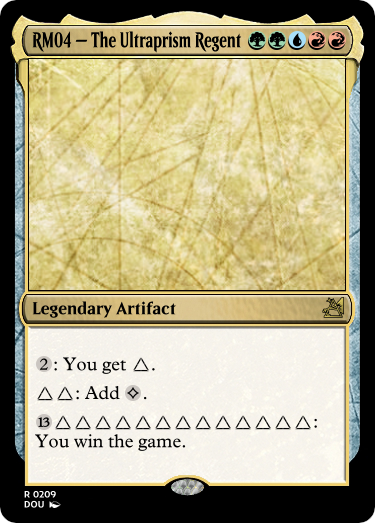 RM04 – The Ultraprism Regent
Legendary Artifact
2: You get △.
△ △: Add ◇.
13 △ △ △ △ △ △ △ △ △ △ △ △ △:
You win the game.
R 0209
DOU